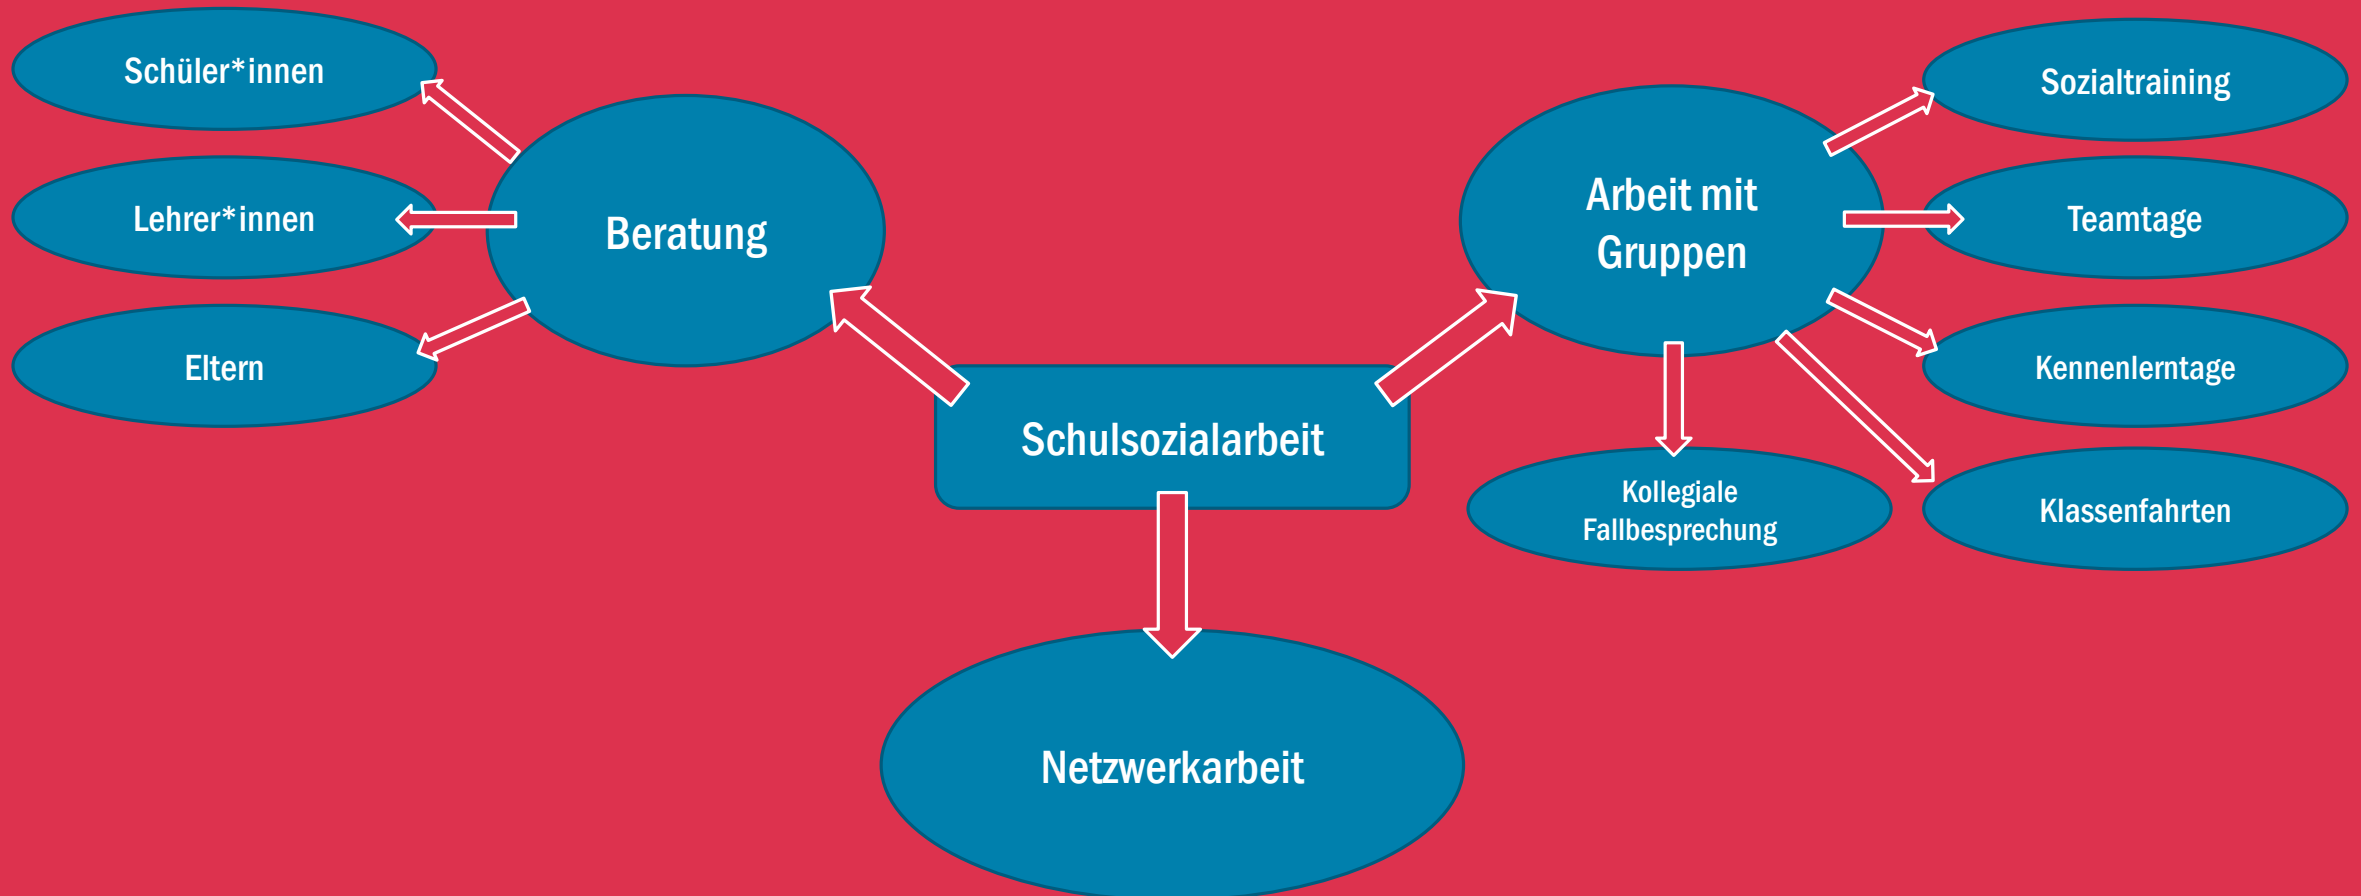 Schüler*innen
Lehrer*innen
Eltern
Beratung
Schulsozialarbeit
Netzwerkarbeit
Arbeit mit
Gruppen
Sozialtraining
Teamtage
Kennenlerntage
Klassenfahrten
Kollegiale
Fallbesprechung